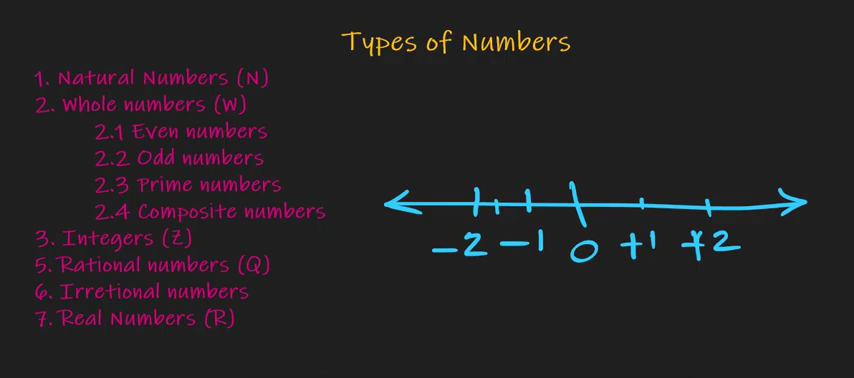 Types of Numbers
1. Natural Numbers (N)
2. Whole numbers (W)
2.1 Even numbers
2.2 Odd numbers
2.3 Prime numbers
2.4 Composite numbers
3. Integers (Z)
5. Rational numbers (Q)
6. Irretional numbers
7. Real Numbers (R)
-2 -1 0 +1 +2